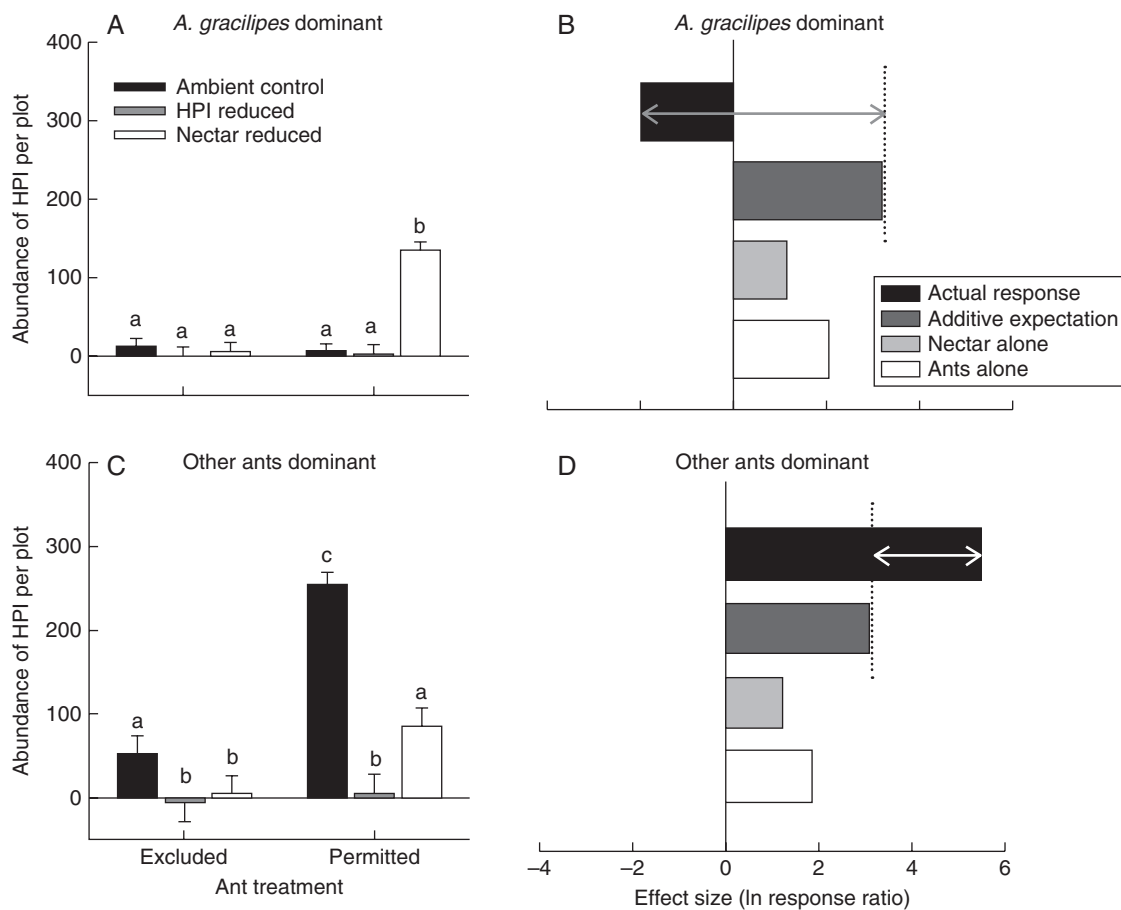 A A. gracilipes dominant
400
300
200
100
0
Abundance of HPI per plot
Ambient control
HPI reduced
Nectar reduced
a a a a a b
B A. gracilipes dominant
Actual response
Additive expectation
Nectar alone
Ants alone
C Other ants dominant
400
300
200
100
0
Abundance of HPI per plot
a b b c b a
Excluded Permitted
Ant treatment
D Other ants dominant
–4 –2 0 2 4 6
Effect size (ln response ratio)